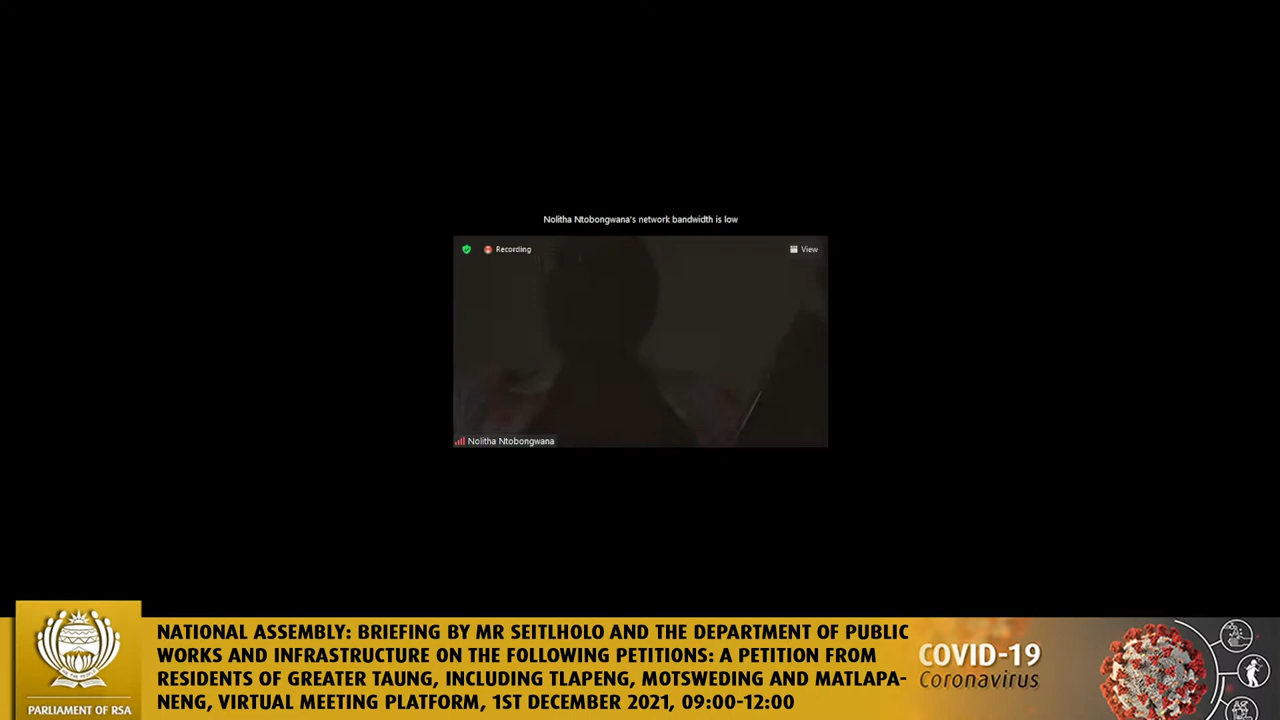 Nolitha Ntobongwana's network bandwidth is low
Recording
View
Nolitha Ntobongwana
NATIONAL ASSEMBLY: BRIEFING BY MR SEITLHOLO AND THE DEPARTMENT OF PUBLIC
WORKS AND INFRASTRUCTURE ON THE FOLLOWING PETITIONS: A PETITION FROM
RESIDENTS OF GREATER TAUNG, INCLUDING TLAPENG, MOTSWEDING AND MATLAPA-
NENG, VIRTUAL MEETING PLATFORM, 1ST DECEMBER 2021, 09:00-12:00
PARLIAMENT OF RSA
COVID-19
Coronavirus